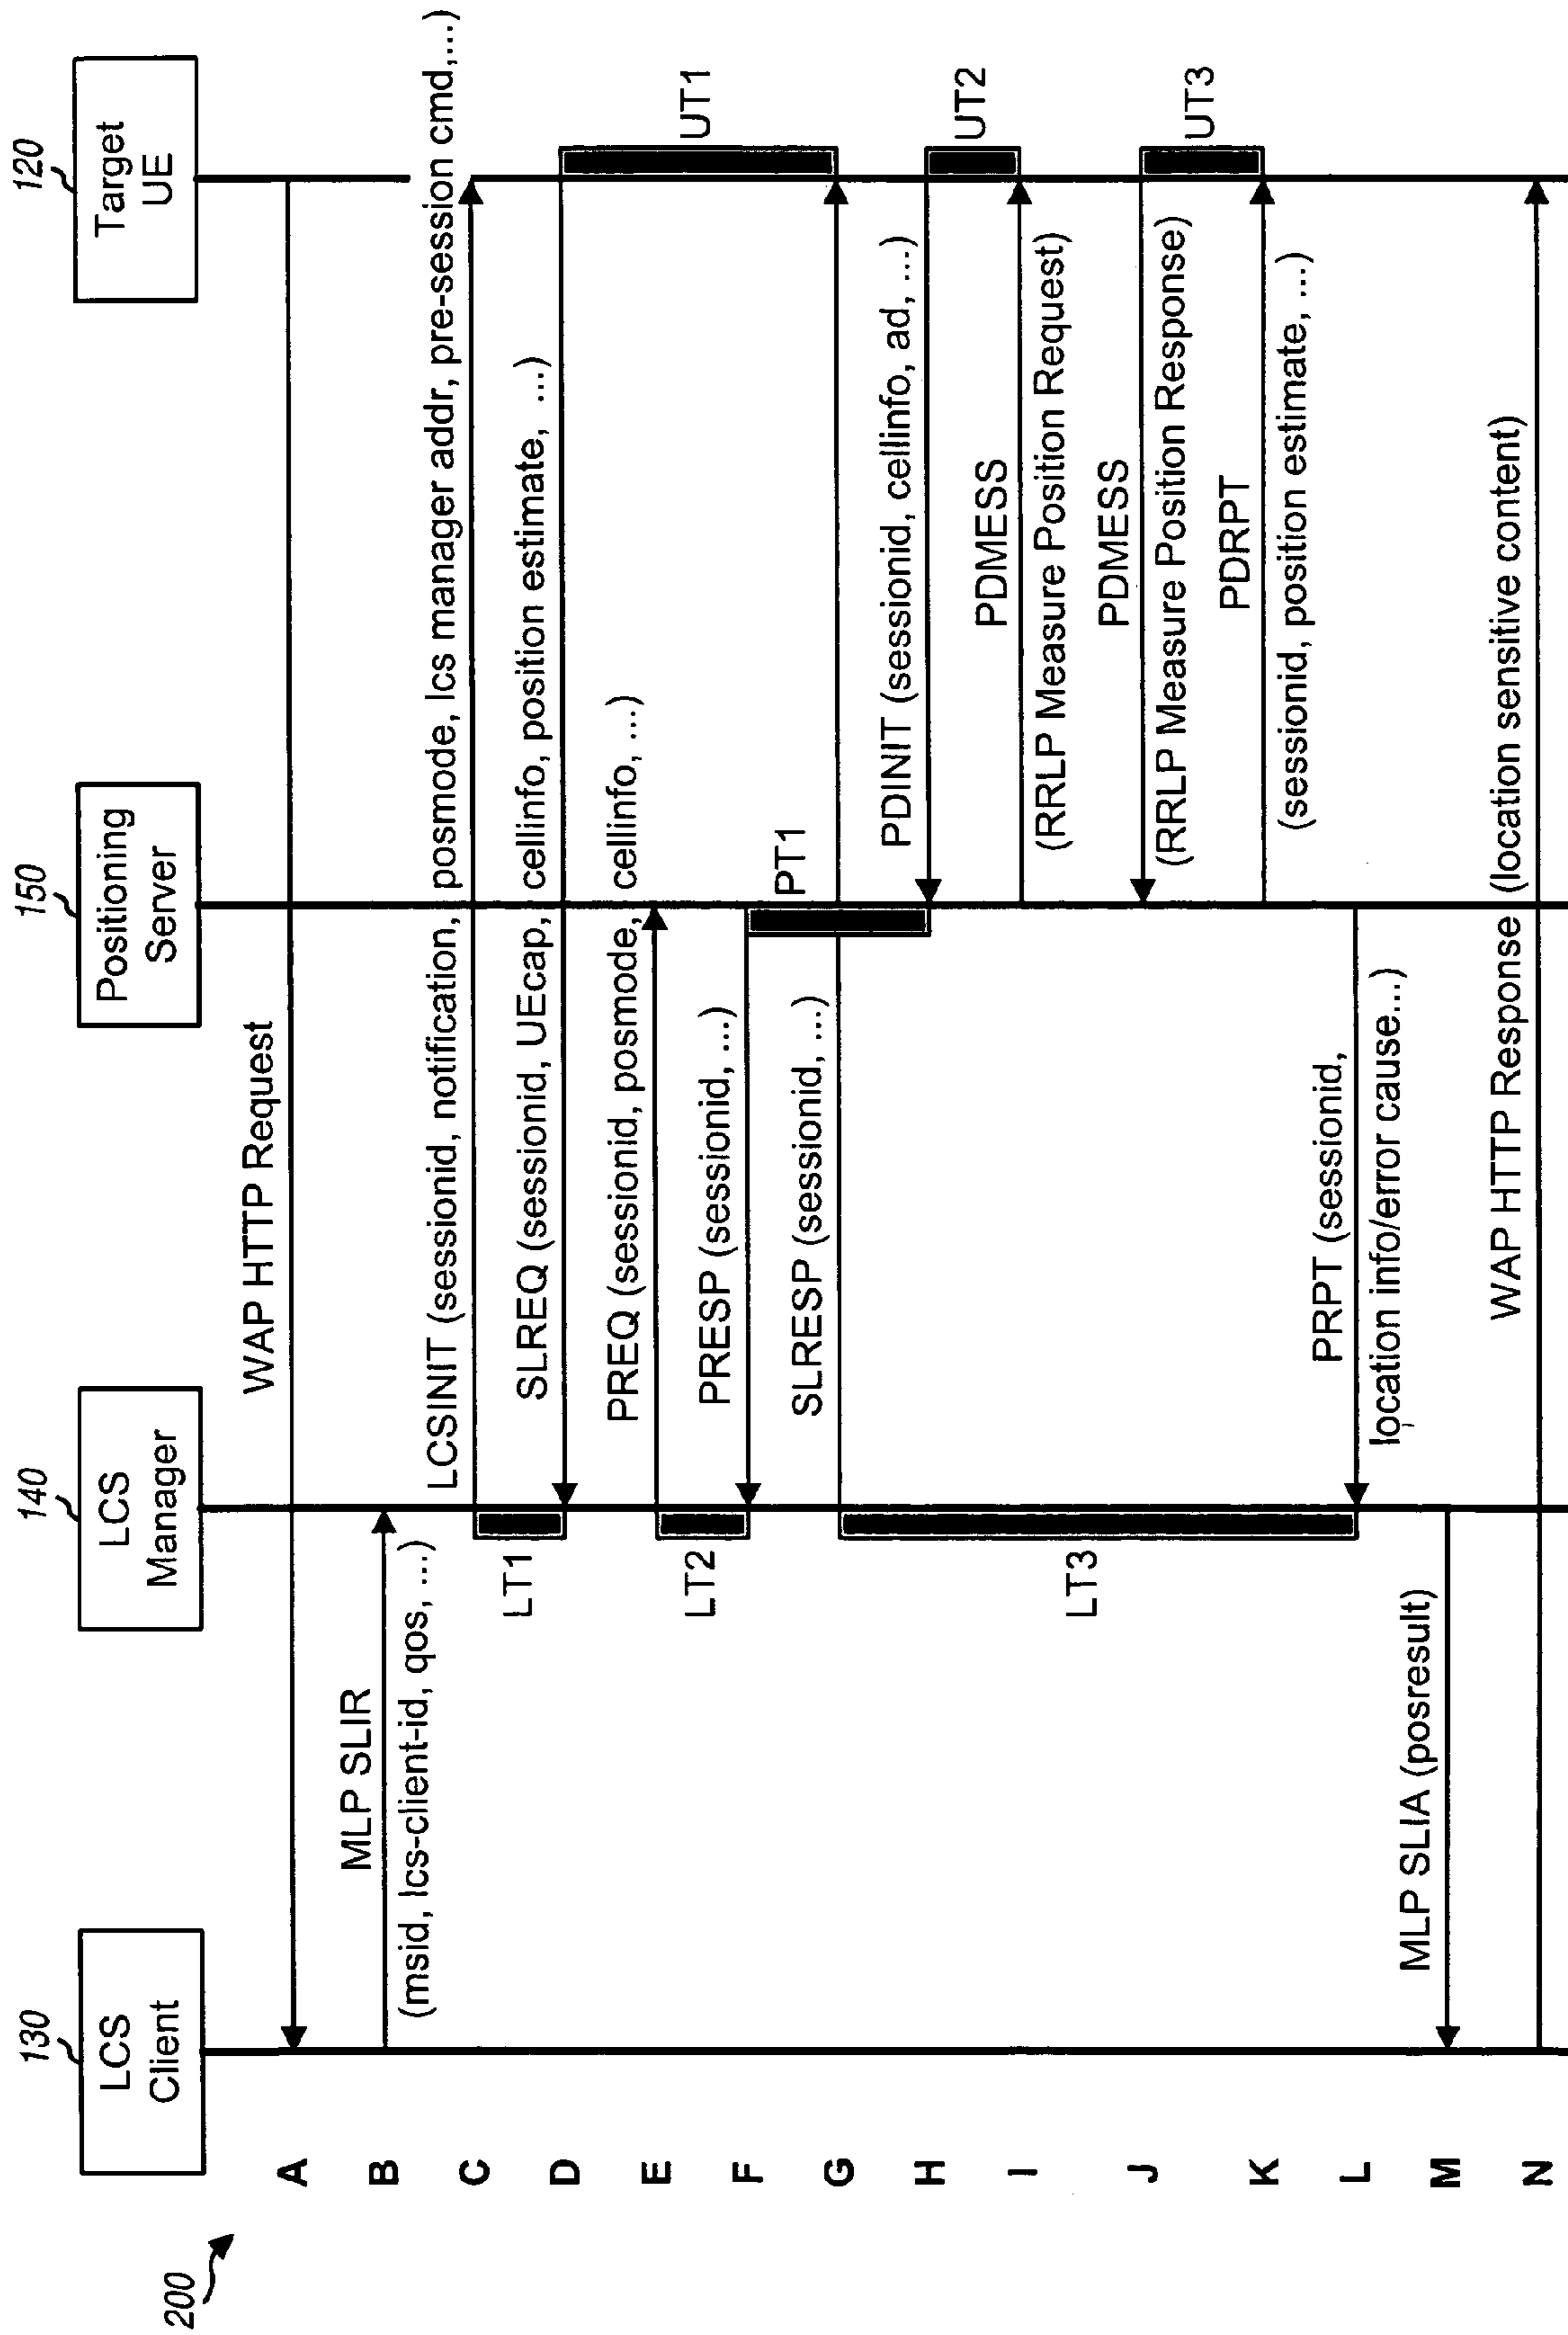 200
130
LCS
Client
140
LCS
Manager
150
Positioning
Server
120
Target
UE
A
WAP HTTP Request
B
MLP SLIR
(msid, lcs-client-id, qos, ...)
C
LCSINIT (sessionid, notification, posmode, lcs manager addr, pre-session cmd,...)
LT1
D
SLREQ (sessionid, UEcap, cellinfo, position estimate, ...)
UT1
E
PREQ (sessionid, posmode, cellinfo, ...)
LT2
F
PRESP (sessionid, ...)
PT1
G
SLRESP (sessionid, ...)
H
PDINIT (sessionid, cellinfo, ad, ...)
UT2
I
PDMESS
(RRLP Measure Position Request)
LT3
J
PDMESS
(RRLP Measure Position Response)
UT3
K
PDRPT
(sessionid, position estimate, ...)
L
PRPT (sessionid,
location info/error cause...)
M
MLP SLIA (posresult)
N
WAP HTTP Response (location sensitive content)